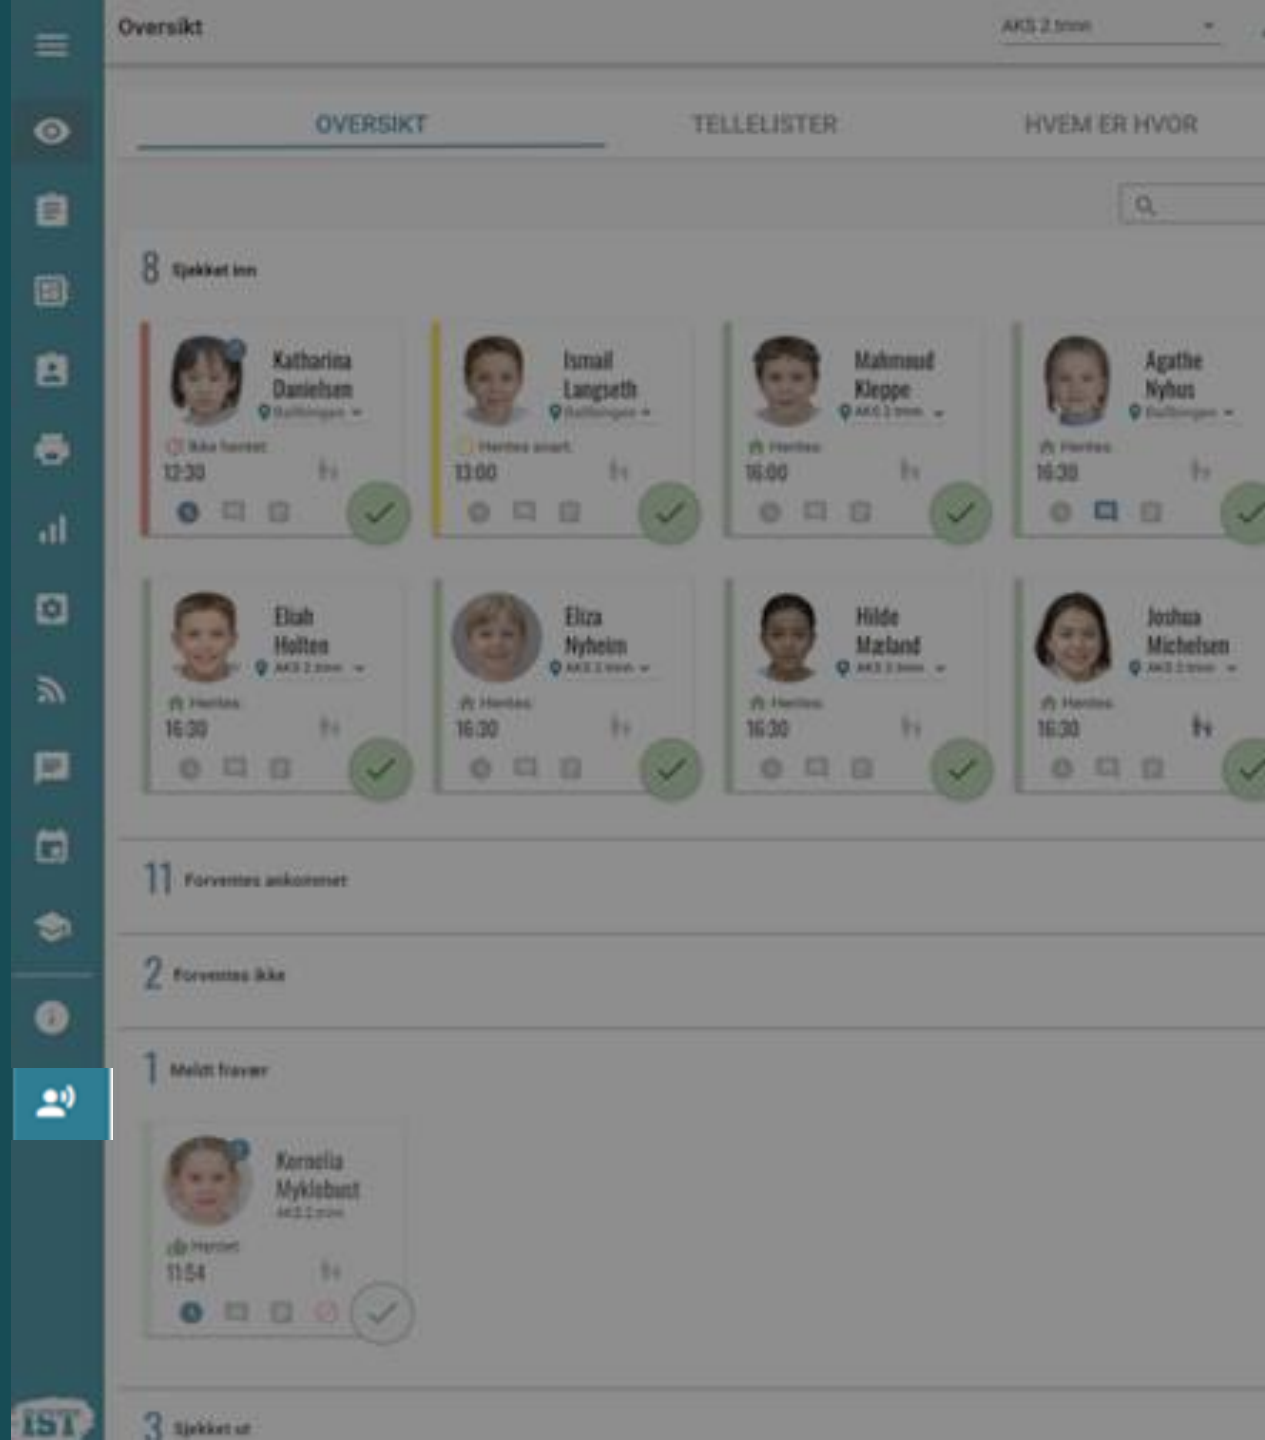 Oversikt
AKS 2.trinn
OVERSIKT
TELLELISTER
HVEM ER HVOR
8 Sjekket inn
Katharina
Danielsen
Ballbingen
Ikke hentet:
12:30
Ismail
Langseth
Ballbingen
Hentes snart:
13:00
Mahmoud
Kleppe
AKS 2.trinn
Hentes:
16:00
Agathe
Nyhus
Ballbingen
Hentes:
16:30
Eliah
Holten
AKS 2.trinn
Hentes:
16:30
Eliza
Nyheim
AKS 2.trinn
Hentes:
16:30
Hilde
Mæland
AKS 2.trinn
Hentes:
16:30
Joshua
Michelsen
AKS 2.trinn
Hentes:
16:30
11 Forventes ankommet
2 Forventes ikke
1 Meldt fravær
Kornelia
Myklebust
AKS 2.trinn
Hentet:
11:54
3 Sjekket ut
IST